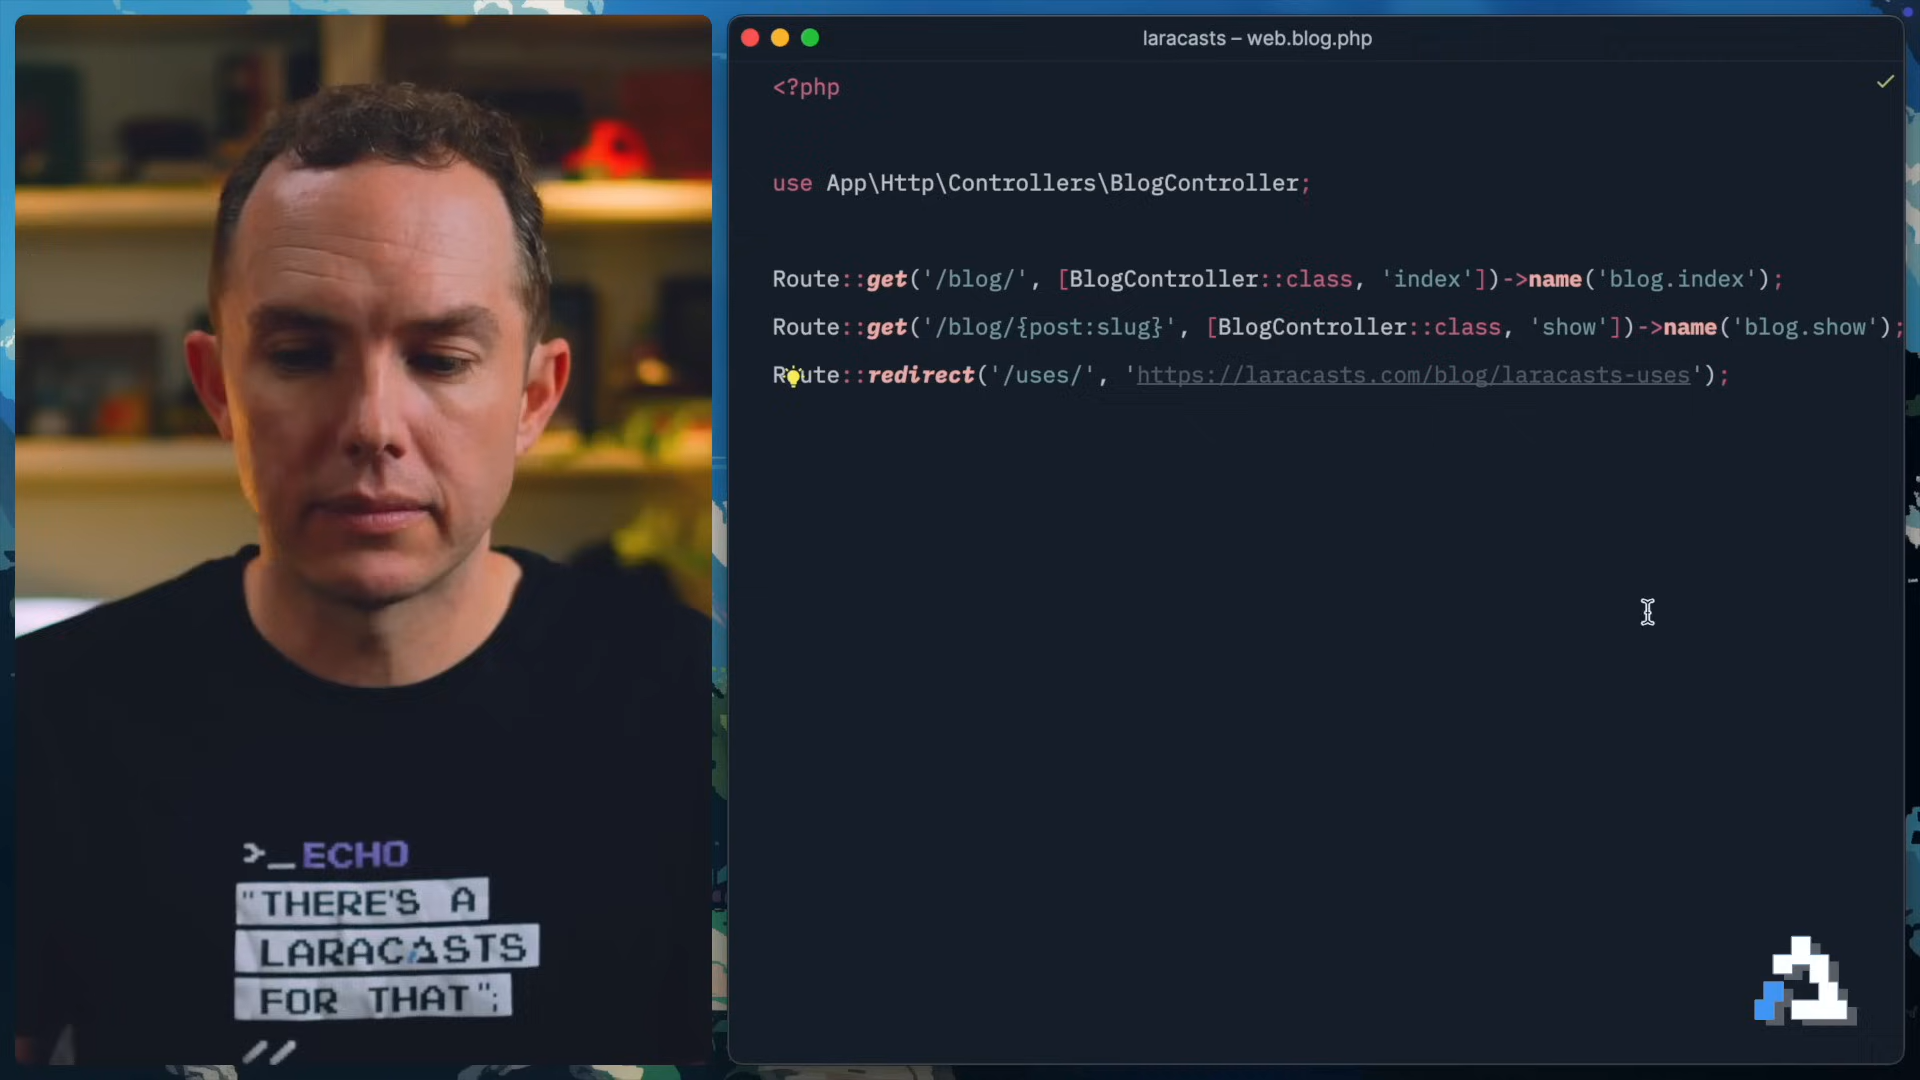 laracasts – web.blog.php
<?php
use App\Http\Controllers\BlogController;
Route::get('/blog/', [BlogController::class, 'index'])->name('blog.index');
Route::get('/blog/{post:slug}', [BlogController::class, 'show'])->name('blog.show');
Route::redirect('/uses/', 'https://laracasts.com/blog/laracasts-uses');
>_ECHO
"THERE'S A
LARACASTS
FOR THAT";
//